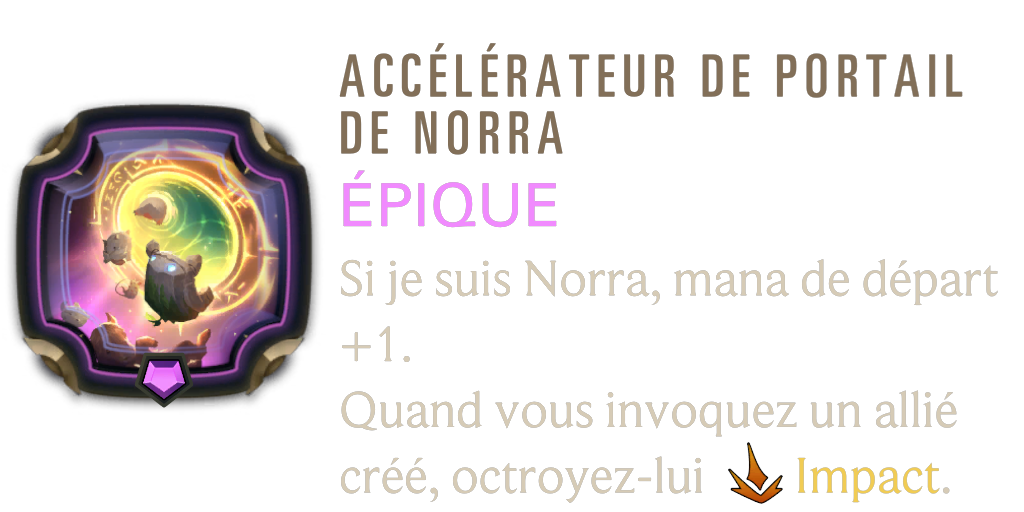 ACCÉLÉRATEUR DE PORTAIL
DE NORRA
ÉPIQUE
Si je suis Norra, mana de départ
+1.
Quand vous invoquez un allié
créé, octroyez-lui Impact.